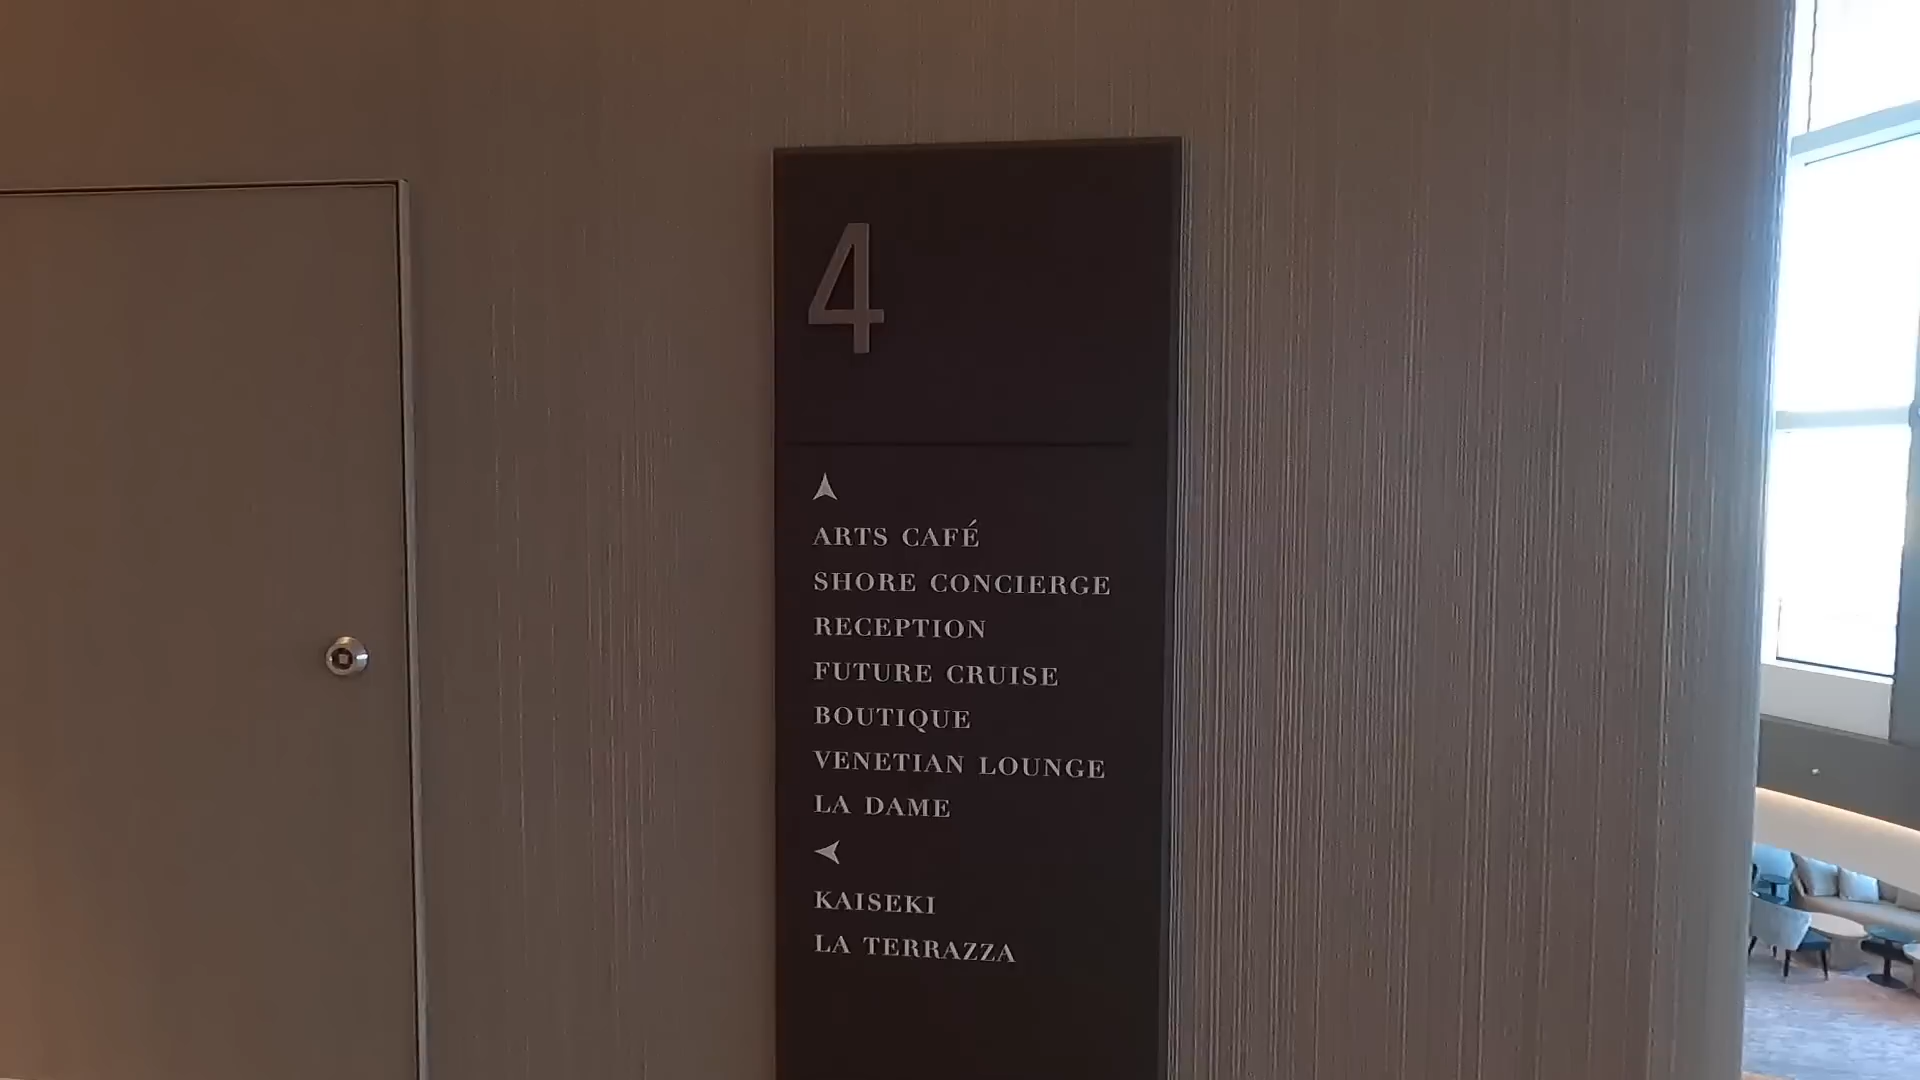 4
ARTS CAFÉ
SHORE CONCIERGE
RECEPTION
FUTURE CRUISE
BOUTIQUE
VENETIAN LOUNGE
LA DAME
KAISEKI
LA TERRAZZA